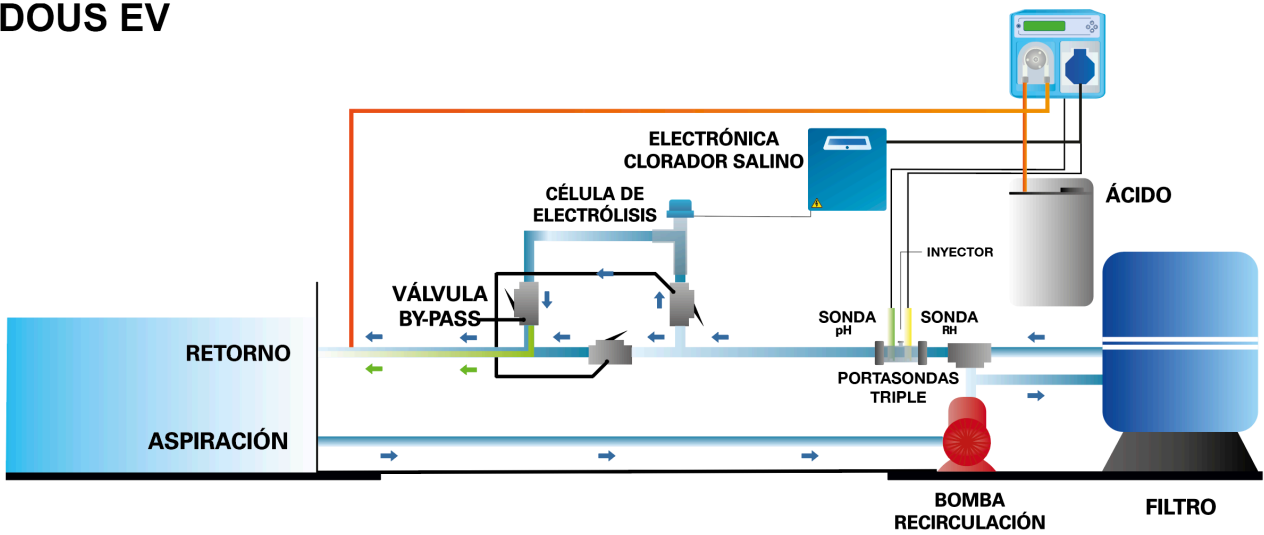 DOUS EV
ELECTRÓNICA
CLORADOR SALINO
CÉLULA DE
ELECTRÓLISIS
ÁCIDO
INYECTOR
VÁLVULA
BY-PASS
SONDA
pH
SONDA
RH
RETORNO
PORTASONDAS
TRIPLE
ASPIRACIÓN
BOMBA
RECIRCULACIÓN
FILTRO